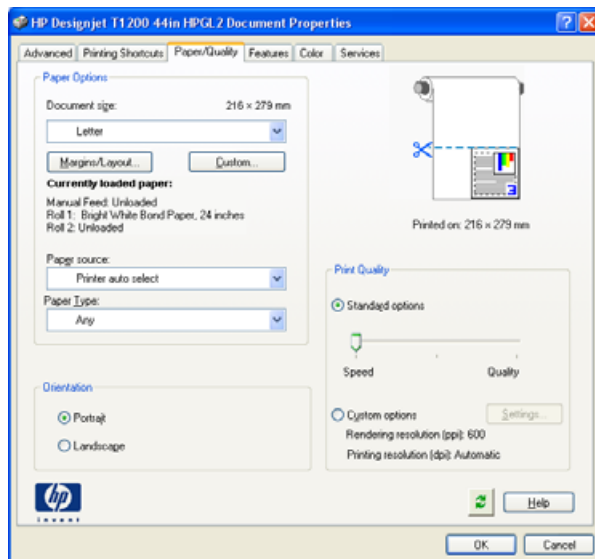 HP Designjet T1200 44in HPGL2 Document Properties
Advanced Printing Shortcuts Paper/Quality Features Color Services
Paper Options
Document size: 216 × 279 mm
Letter
Margins/Layout... Custom...
Currently loaded paper:
Manual Feed: Unloaded
Roll 1: Bright White Bond Paper, 24 inches
Roll 2: Unloaded
Paper source:
Printer auto select
Paper Type:
Any
Orientation
Portrait
Landscape
3
Printed on: 216 × 279 mm
Print Quality
Standard options
Speed Quality
Custom options Settings...
Rendering resolution (ppi): 600
Printing resolution (dpi): Automatic
hp
invent
Help
OK Cancel